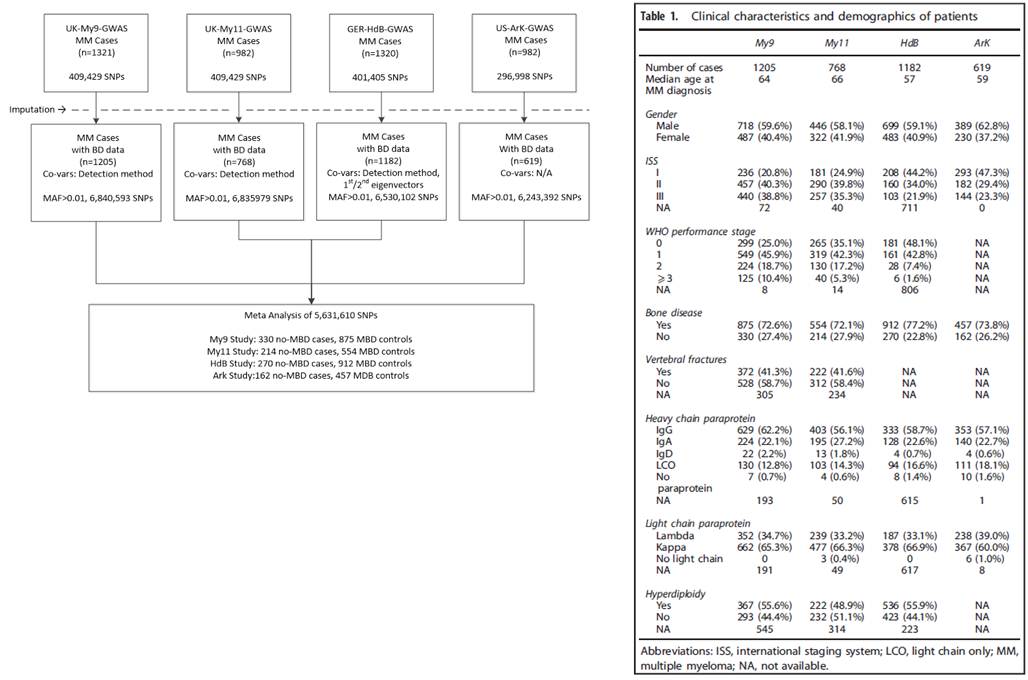 UK-My9-GWAS
MM Cases
(n=1321)
409,429 SNPs
UK-My11-GWAS
MM Cases
(n=982)
409,429 SNPs
GER-HdB-GWAS
MM Cases
(n=1320)
401,405 SNPs
US-ArK-GWAS
MM Cases
(n=982)
296,998 SNPs
Imputation →
MM Cases
with BD data
(n=1205)
Co-vars: Detection method
MAF>0.01, 6,840,593 SNPs
MM Cases
With BD data
(n=768)
Co-vars: Detection method
MAF>0.01, 6,835979 SNPs
MM Cases
With BD data
(n=1182)
Co-vars: Detection method,
1st/2nd eigenvectors
MAF>0.01, 6,530,102 SNPs
MM Cases
With BD data
(n=619)
Co-vars: N/A
MAF>0.01, 6,243,392 SNPs
Meta Analysis of 5,631,610 SNPs
My9 Study: 330 no-MBD cases, 875 MBD controls
My11 Study: 214 no-MBD cases, 554 MBD controls
HdB Study: 270 no-MBD cases, 912 MBD controls
Ark Study:162 no-MBD cases, 457 MDB controls
Table 1. Clinical characteristics and demographics of patients
My9 My11 HdB ArK
Number of cases 1205 768 1182 619
Median age at 64 66 57 59
MM diagnosis
Gender
Male 718 (59.6%) 446 (58.1%) 699 (59.1%) 389 (62.8%)
Female 487 (40.4%) 322 (41.9%) 483 (40.9%) 230 (37.2%)
ISS
I 236 (20.8%) 181 (24.9%) 208 (44.2%) 293 (47.3%)
II 457 (40.3%) 290 (39.8%) 160 (34.0%) 182 (29.4%)
III 440 (38.8%) 257 (35.3%) 103 (21.9%) 144 (23.3%)
NA 72 40 711 0
WHO performance stage
0 299 (25.0%) 265 (35.1%) 181 (48.1%) NA
1 549 (45.9%) 319 (42.3%) 161 (42.8%) NA
2 224 (18.7%) 130 (17.2%) 28 (7.4%) NA
⩾3 125 (10.4%) 40 (5.3%) 6 (1.6%) NA
NA 8 14 806 NA
Bone disease
Yes 875 (72.6%) 554 (72.1%) 912 (77.2%) 457 (73.8%)
No 330 (27.4%) 214 (27.9%) 270 (22.8%) 162 (26.2%)
Vertebral fractures
Yes 372 (41.3%) 222 (41.6%) NA NA
No 528 (58.7%) 312 (58.4%) NA NA
NA 305 234 NA NA
Heavy chain paraprotein
IgG 629 (62.2%) 403 (56.1%) 333 (58.7%) 353 (57.1%)
IgA 224 (22.1%) 195 (27.2%) 128 (22.6%) 140 (22.7%)
IgD 22 (2.2%) 13 (1.8%) 4 (0.7%) 4 (0.6%)
LCO 130 (12.8%) 103 (14.3%) 94 (16.6%) 111 (18.1%)
No 7 (0.7%) 4 (0.6%) 8 (1.4%) 10 (1.6%)
paraprotein
NA 193 50 615 1
Light chain paraprotein
Lambda 352 (34.7%) 239 (33.2%) 187 (33.1%) 238 (39.0%)
Kappa 662 (65.3%) 477 (66.3%) 378 (66.9%) 367 (60.0%)
No light chain 0 3 (0.4%) 0 6 (1.0%)
NA 191 49 617 8
Hyperdiploidy
Yes 367 (55.6%) 222 (48.9%) 536 (55.9%) NA
No 293 (44.4%) 232 (51.1%) 423 (44.1%) NA
NA 545 314 223 NA
Abbreviations: ISS, international staging system; LCO, light chain only; MM,
multiple myeloma; NA, not available.